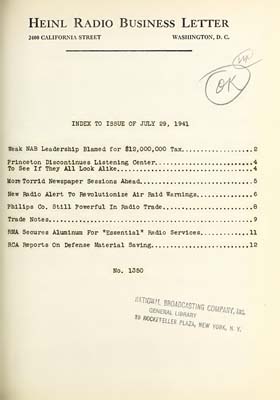 HEINL RADIO BUSINESS LETTER
2400 CALIFORNIA STREET WASHINGTON, D. C.
OK
INDEX TO ISSUE OF JULY 29, 1941
Weak NAB Leadership Blamed for $12,000,000 Tax....................2
Princeton Discontinues Listening Center...........................4
To See If They All Look Alike.....................................4
More Torrid Newspaper Sessions Ahead..............................5
New Radio Alert To Revolutionize Air Raid Warnings................6
Philips Co. Still Powerful In Radio Trade.........................8
Trade Notes.......................................................9
RMA Secures Aluminum For "Essential" Radio Services..............11
RCA Reports On Defense Material Saving...........................12
No. 1350
NATIONAL BROADCASTING COMPANY, INC.
GENERAL LIBRARY
30 ROCKEFELLER PLAZA, NEW YORK, N. Y.